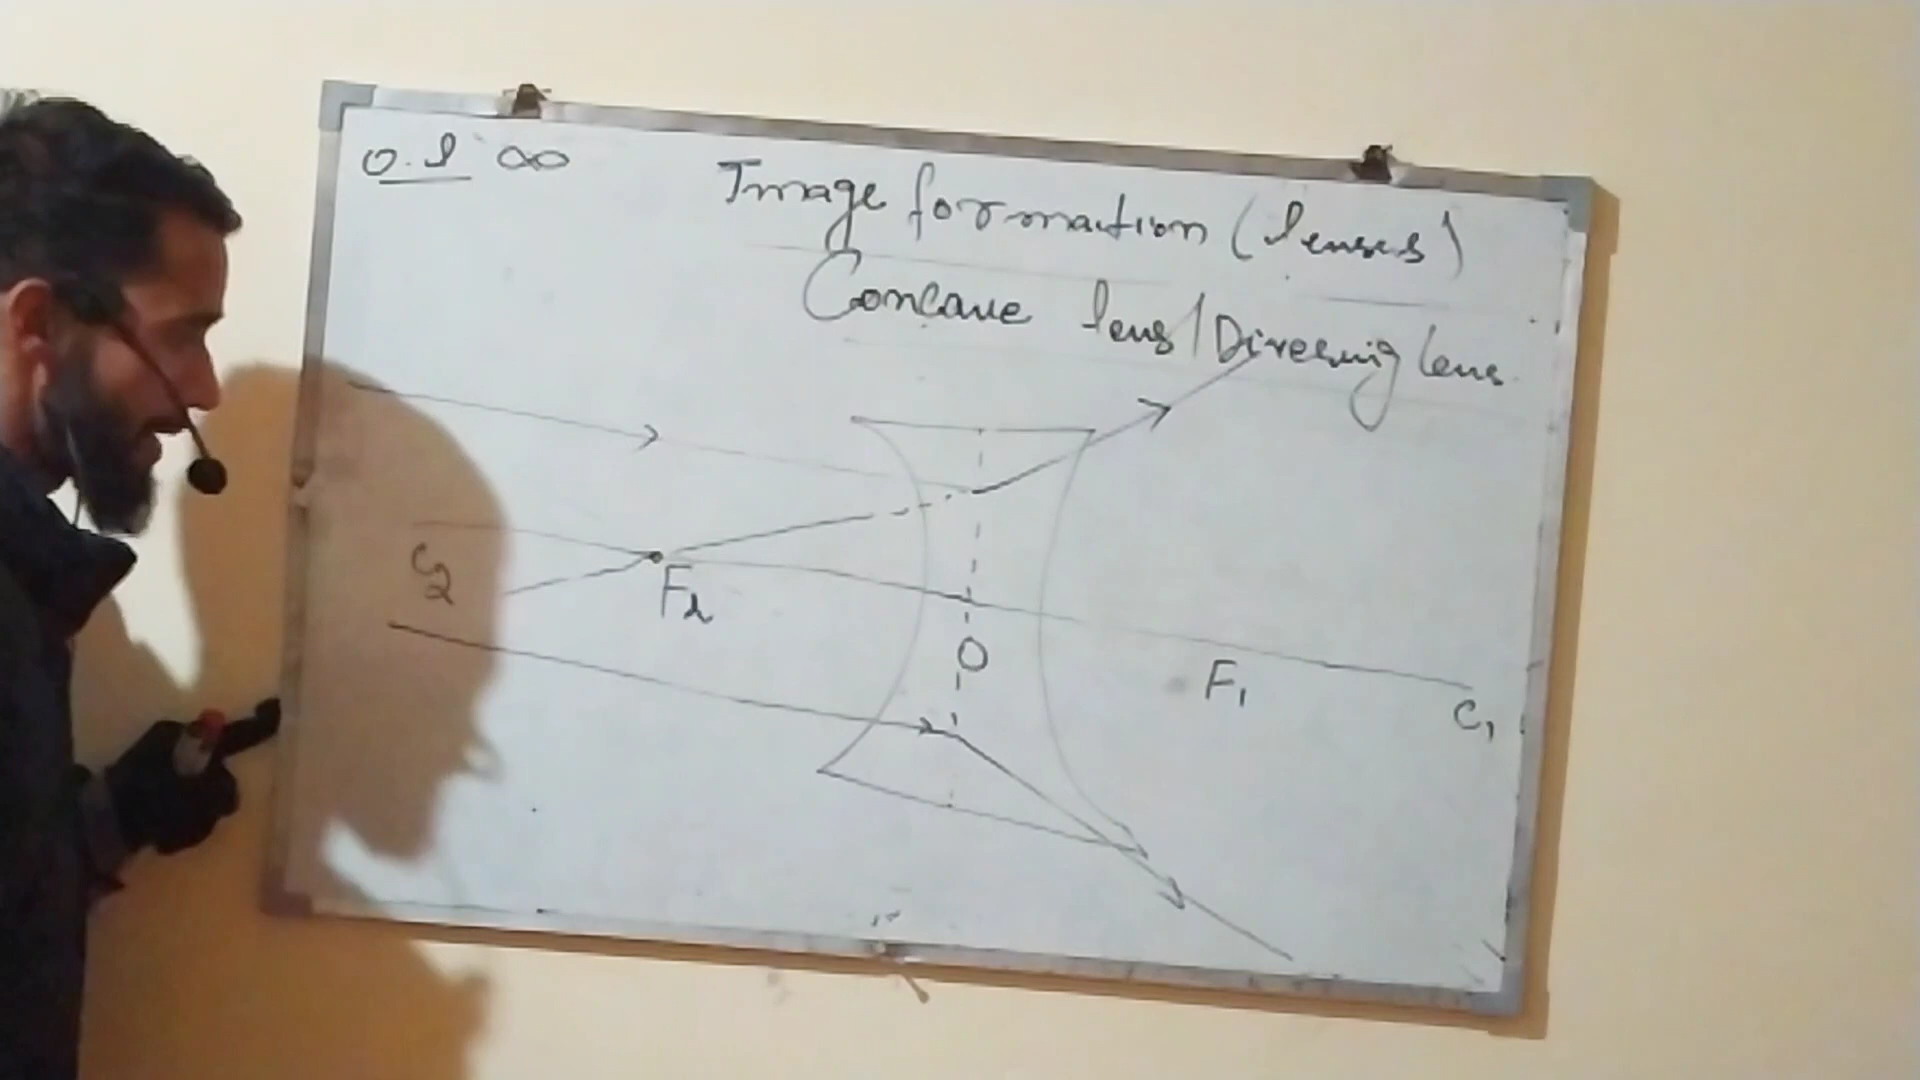 O.I ∞
Image formation (lenses)
Concave lens/Diverging lens
C2
F2
O
F1
C1